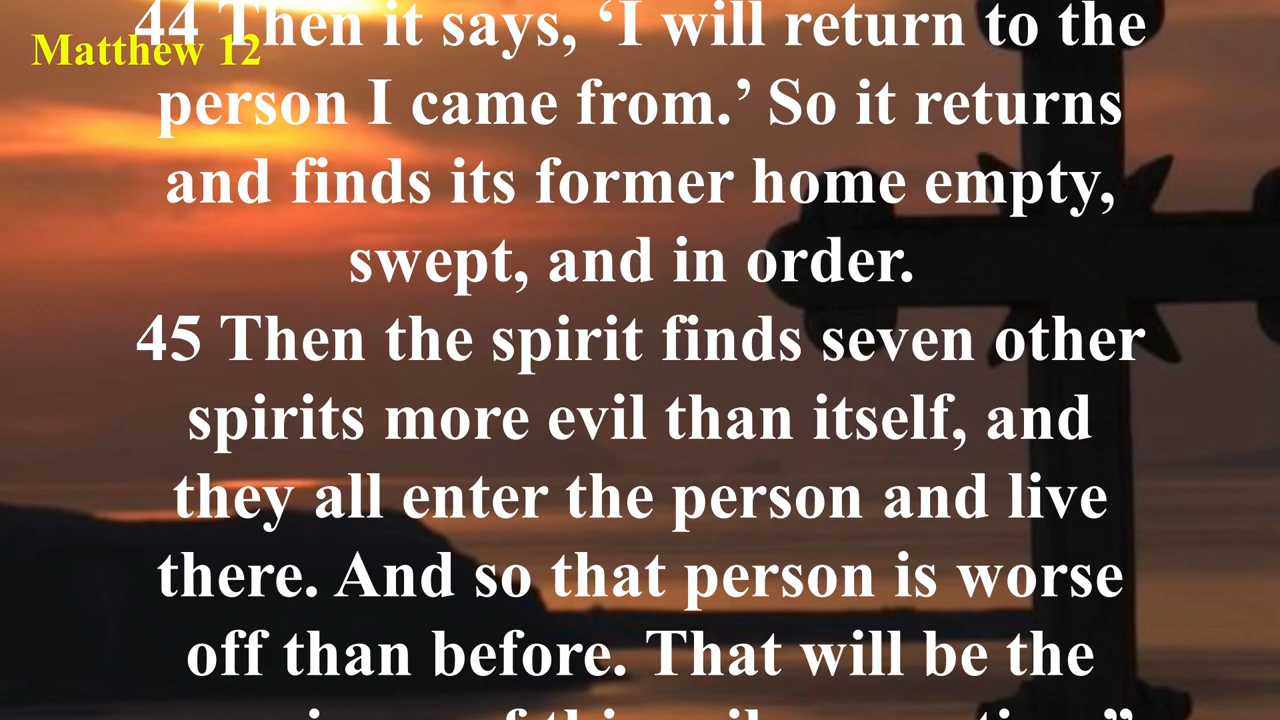 Matthew 12
44 Then it says, ‘I will return to the
person I came from.’ So it returns
and finds its former home empty,
swept, and in order.
45 Then the spirit finds seven other
spirits more evil than itself, and
they all enter the person and live
there. And so that person is worse
off than before. That will be the
of this evil